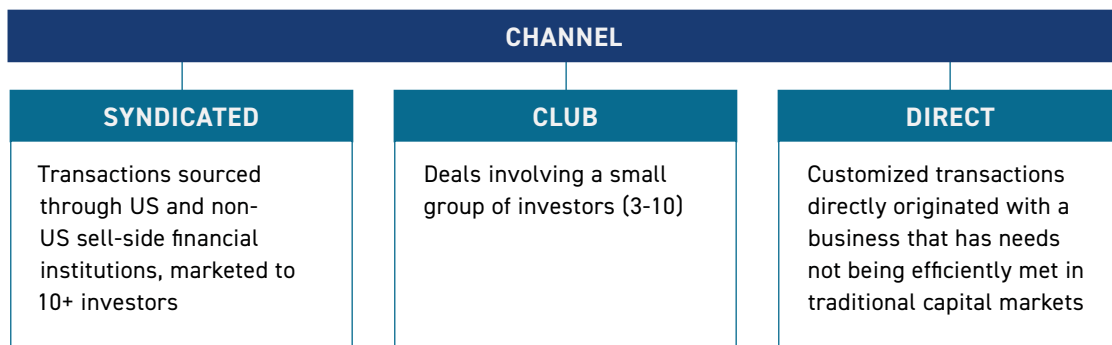 CHANNEL
SYNDICATED
Transactions sourced
through US and non-
US sell-side financial
institutions, marketed to
10+ investors
CLUB
Deals involving a small
group of investors (3-10)
DIRECT
Customized transactions
directly originated with a
business that has needs
not being efficiently met in
traditional capital markets